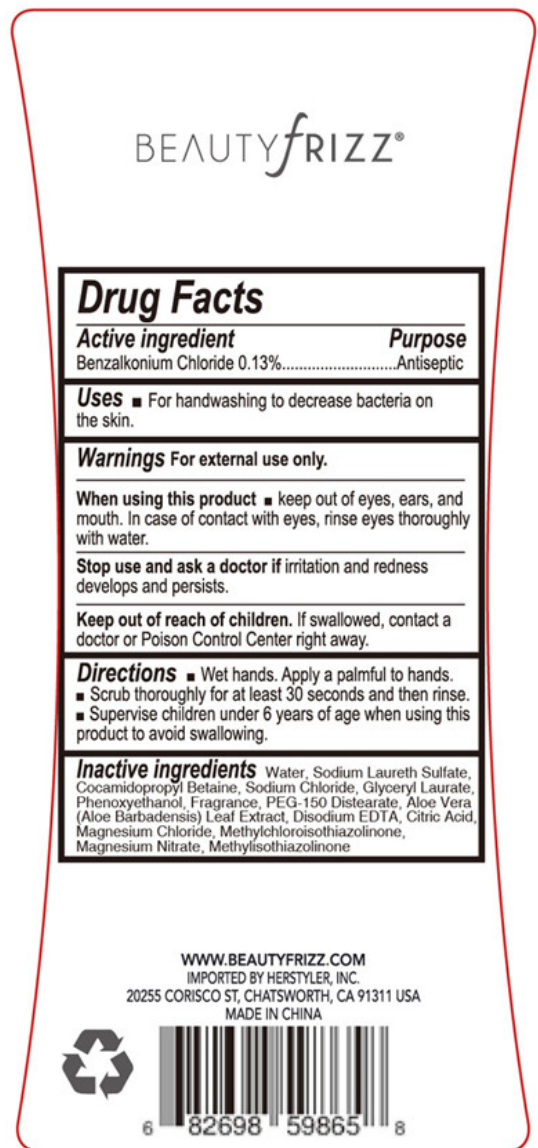 BEAUTYfRIZZ®
Drug Facts
Active ingredient Purpose
Benzalkonium Chloride 0.13%...........................Antiseptic
Uses ■ For handwashing to decrease bacteria on
the skin.
Warnings For external use only.
When using this product ■ keep out of eyes, ears, and
mouth. In case of contact with eyes, rinse eyes thoroughly
with water.
Stop use and ask a doctor if irritation and redness
develops and persists.
Keep out of reach of children. If swallowed, contact a
doctor or Poison Control Center right away.
Directions ■ Wet hands. Apply a palmful to hands.
■ Scrub thoroughly for at least 30 seconds and then rinse.
■ Supervise children under 6 years of age when using this
product to avoid swallowing.
Inactive ingredients Water, Sodium Laureth Sulfate,
Cocamidopropyl Betaine, Sodium Chloride, Glyceryl Laurate,
Phenoxyethanol, Fragrance, PEG-150 Distearate, Aloe Vera
(Aloe Barbadensis) Leaf Extract, Disodium EDTA, Citric Acid,
Magnesium Chloride, Methylchloroisothiazolinone,
Magnesium Nitrate, Methylisothiazolinone
WWW.BEAUTYFRIZZ.COM
IMPORTED BY HERSTYLER, INC.
20255 CORISCO ST, CHATSWORTH, CA 91311 USA
MADE IN CHINA
6 82698 59865 8